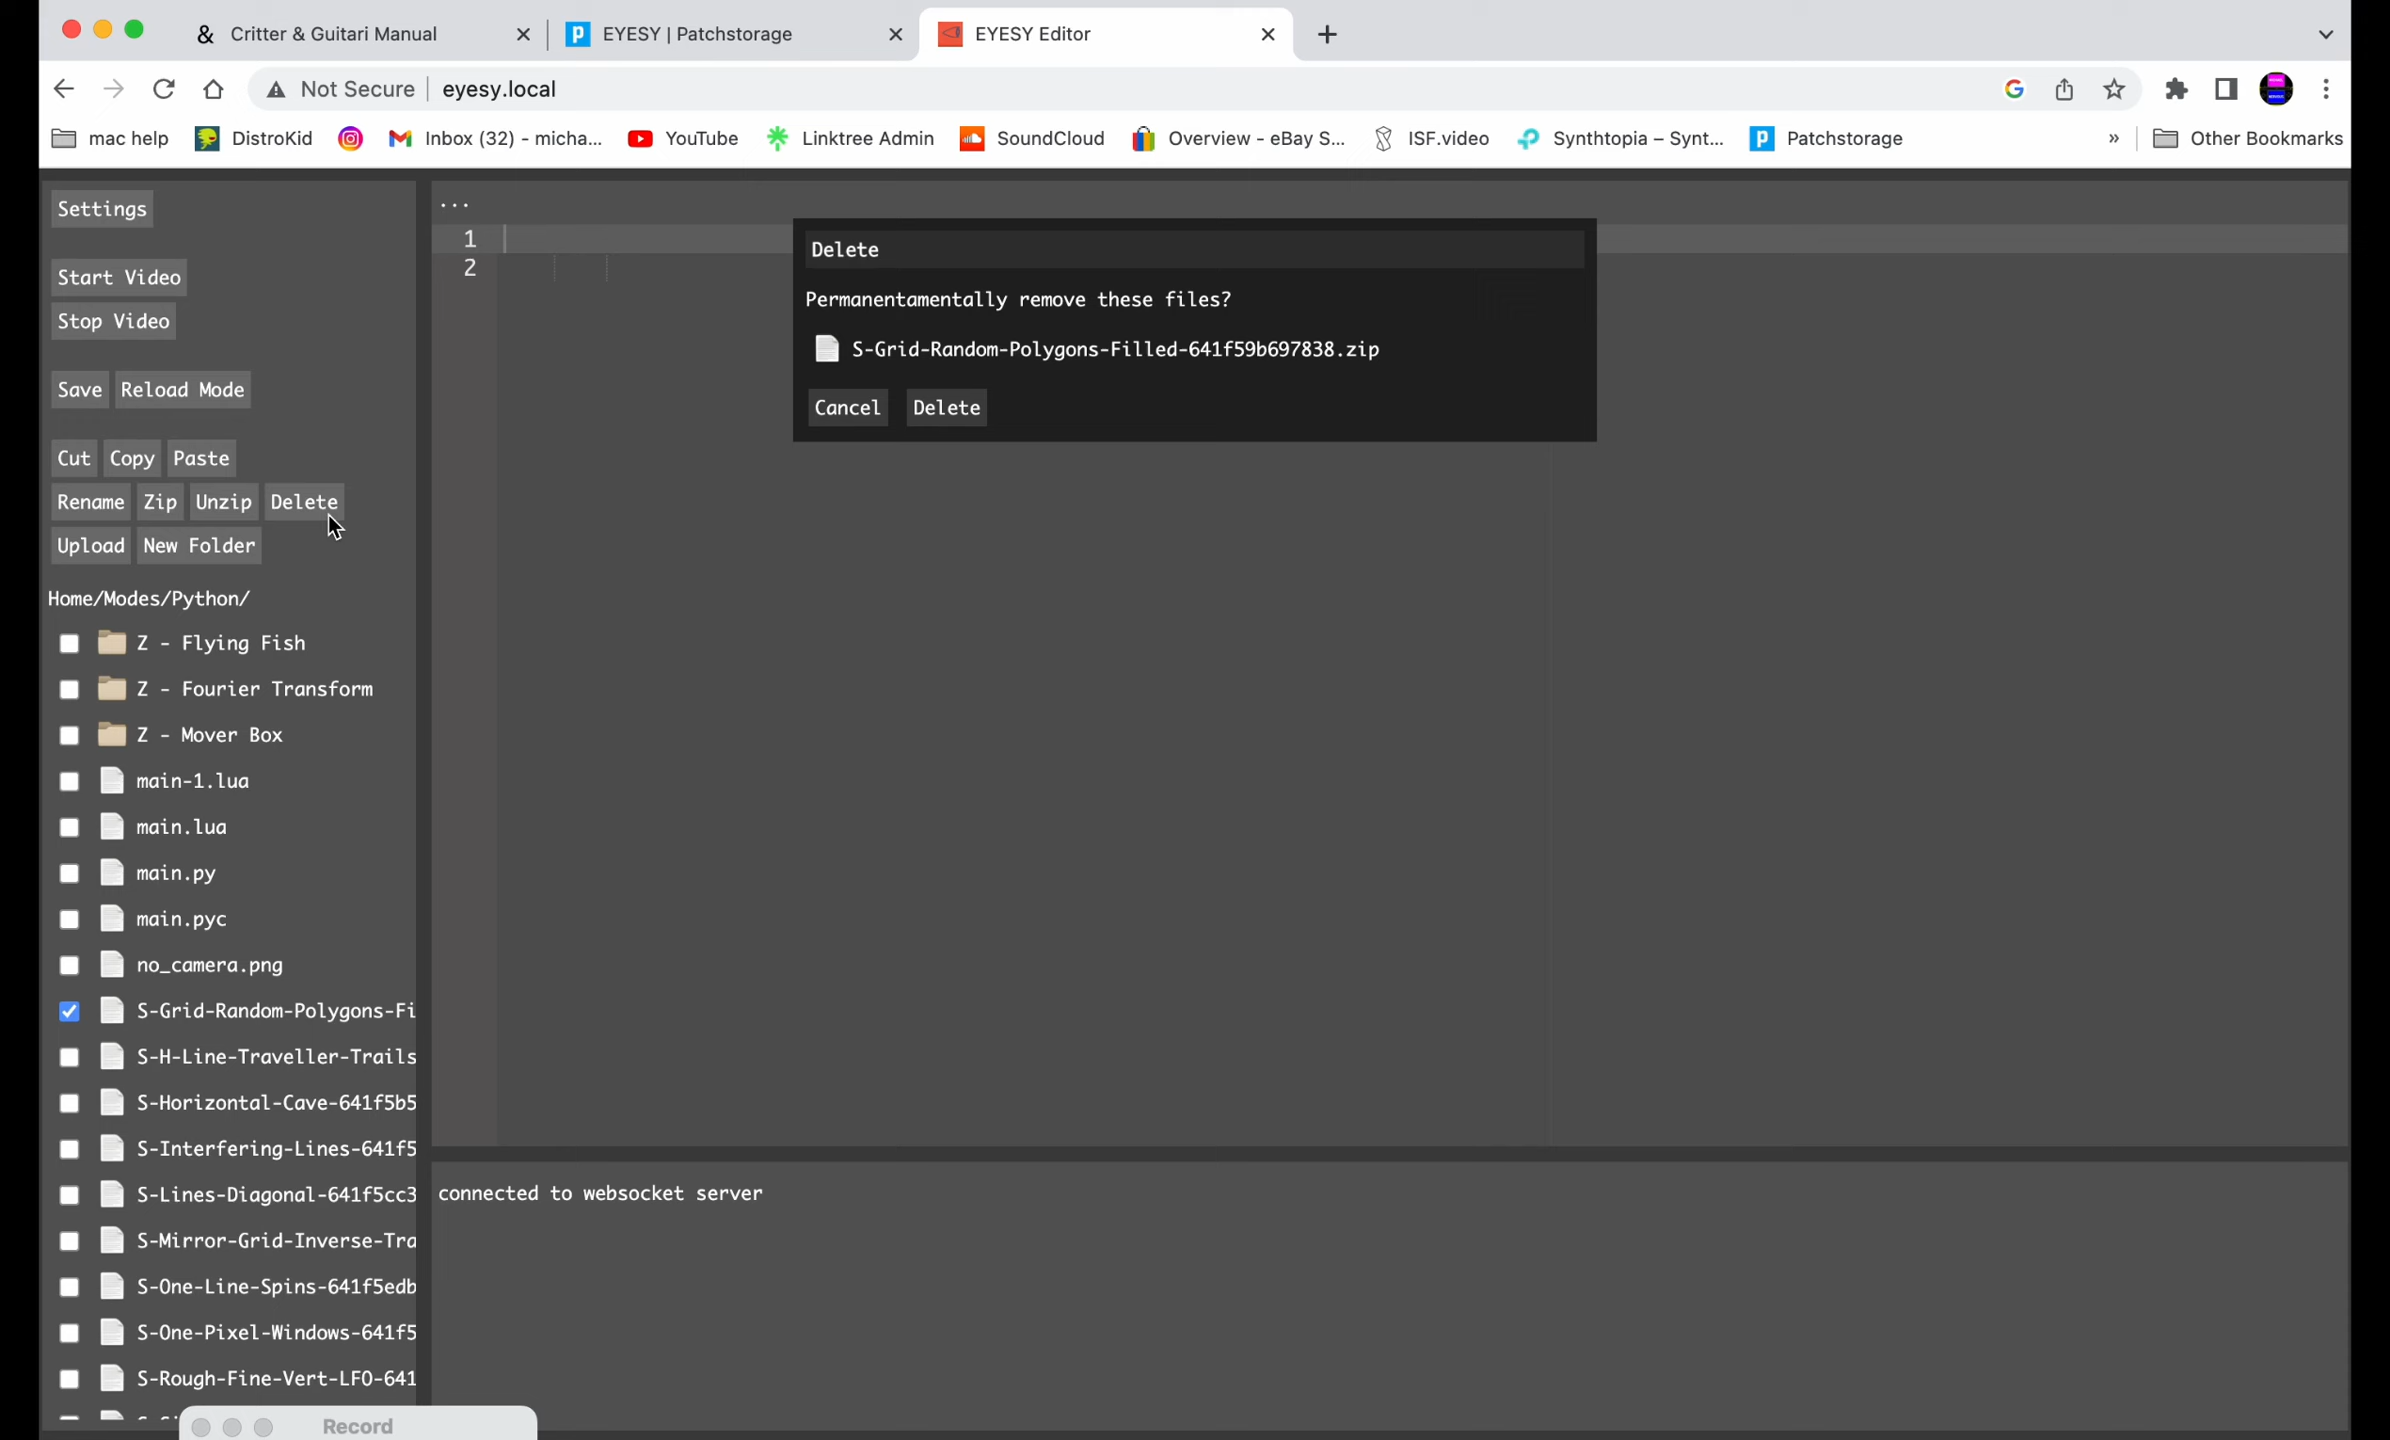 & Critter & Guitari Manual
EYESY | Patchstorage
EYESY Editor
Not Secure
eyesy.local
mac help
DistroKid
Inbox (32) - micha...
YouTube
Linktree Admin
SoundCloud
Overview - eBay S...
ISF.video
Synthtopia – Synt...
Patchstorage
»
Other Bookmarks
Settings
Start Video
Stop Video
Save Reload Mode
Cut Copy Paste
Rename Zip Unzip Delete
Upload New Folder
Home/Modes/Python/
Z - Flying Fish
Z - Fourier Transform
Z - Mover Box
main-1.lua
main.lua
main.py
main.pyc
no_camera.png
S-Grid-Random-Polygons-Fi
S-H-Line-Traveller-Trails
S-Horizontal-Cave-641f5b5
S-Interfering-Lines-641f5
S-Lines-Diagonal-641f5cc3
S-Mirror-Grid-Inverse-Tra
S-One-Line-Spins-641f5edb
S-One-Pixel-Windows-641f5
S-Rough-Fine-Vert-LFO-641
Record
...
1
2
Delete
Permanentamentally remove these files?
S-Grid-Random-Polygons-Filled-641f59b697838.zip
Cancel Delete
connected to websocket server